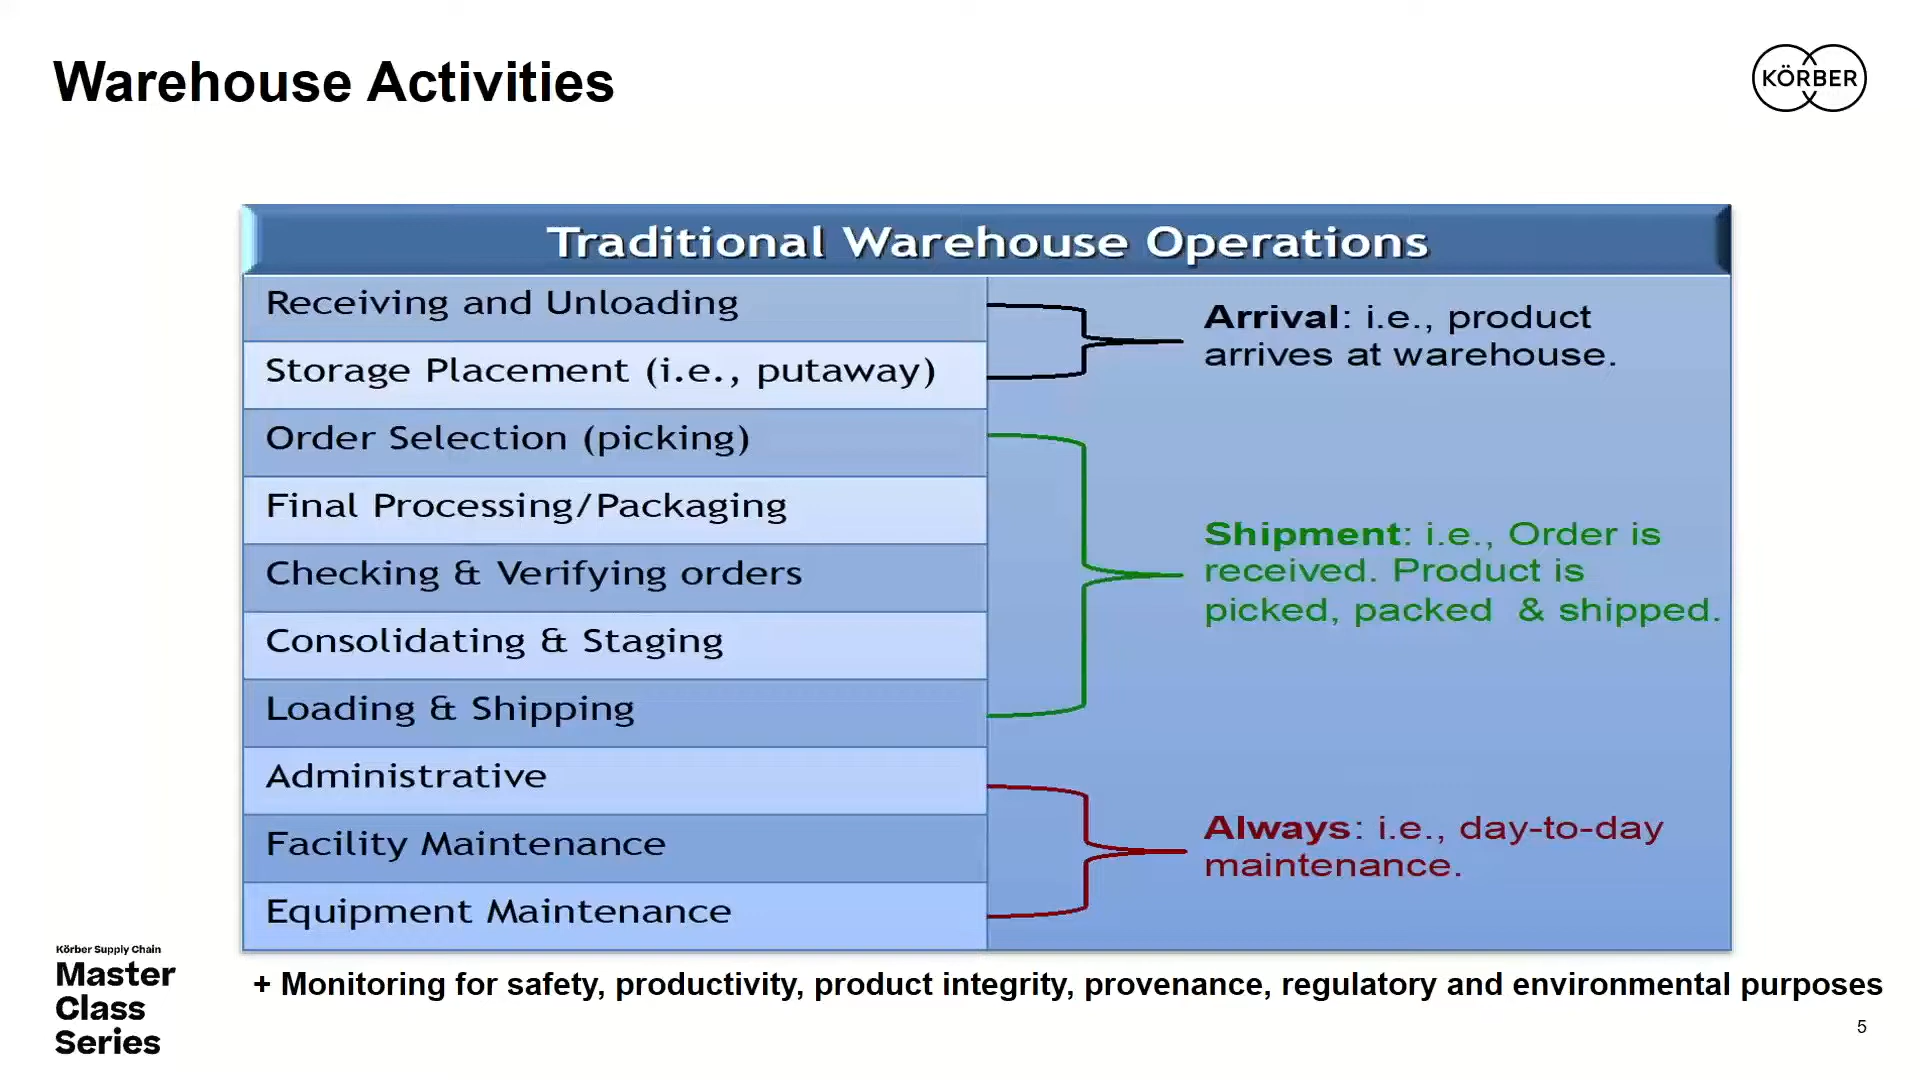 Warehouse Activities
KÖRBER
Traditional Warehouse Operations
Receiving and Unloading
Storage Placement (i.e., putaway)
Order Selection (picking)
Final Processing/Packaging
Checking & Verifying orders
Consolidating & Staging
Loading & Shipping
Administrative
Facility Maintenance
Equipment Maintenance
Arrival: i.e., product
arrives at warehouse.
Shipment: i.e., Order is
received. Product is
picked, packed & shipped.
Always: i.e., day-to-day
maintenance.
+ Monitoring for safety, productivity, product integrity, provenance, regulatory and environmental purposes
Körber Supply Chain
Master
Class
Series
5